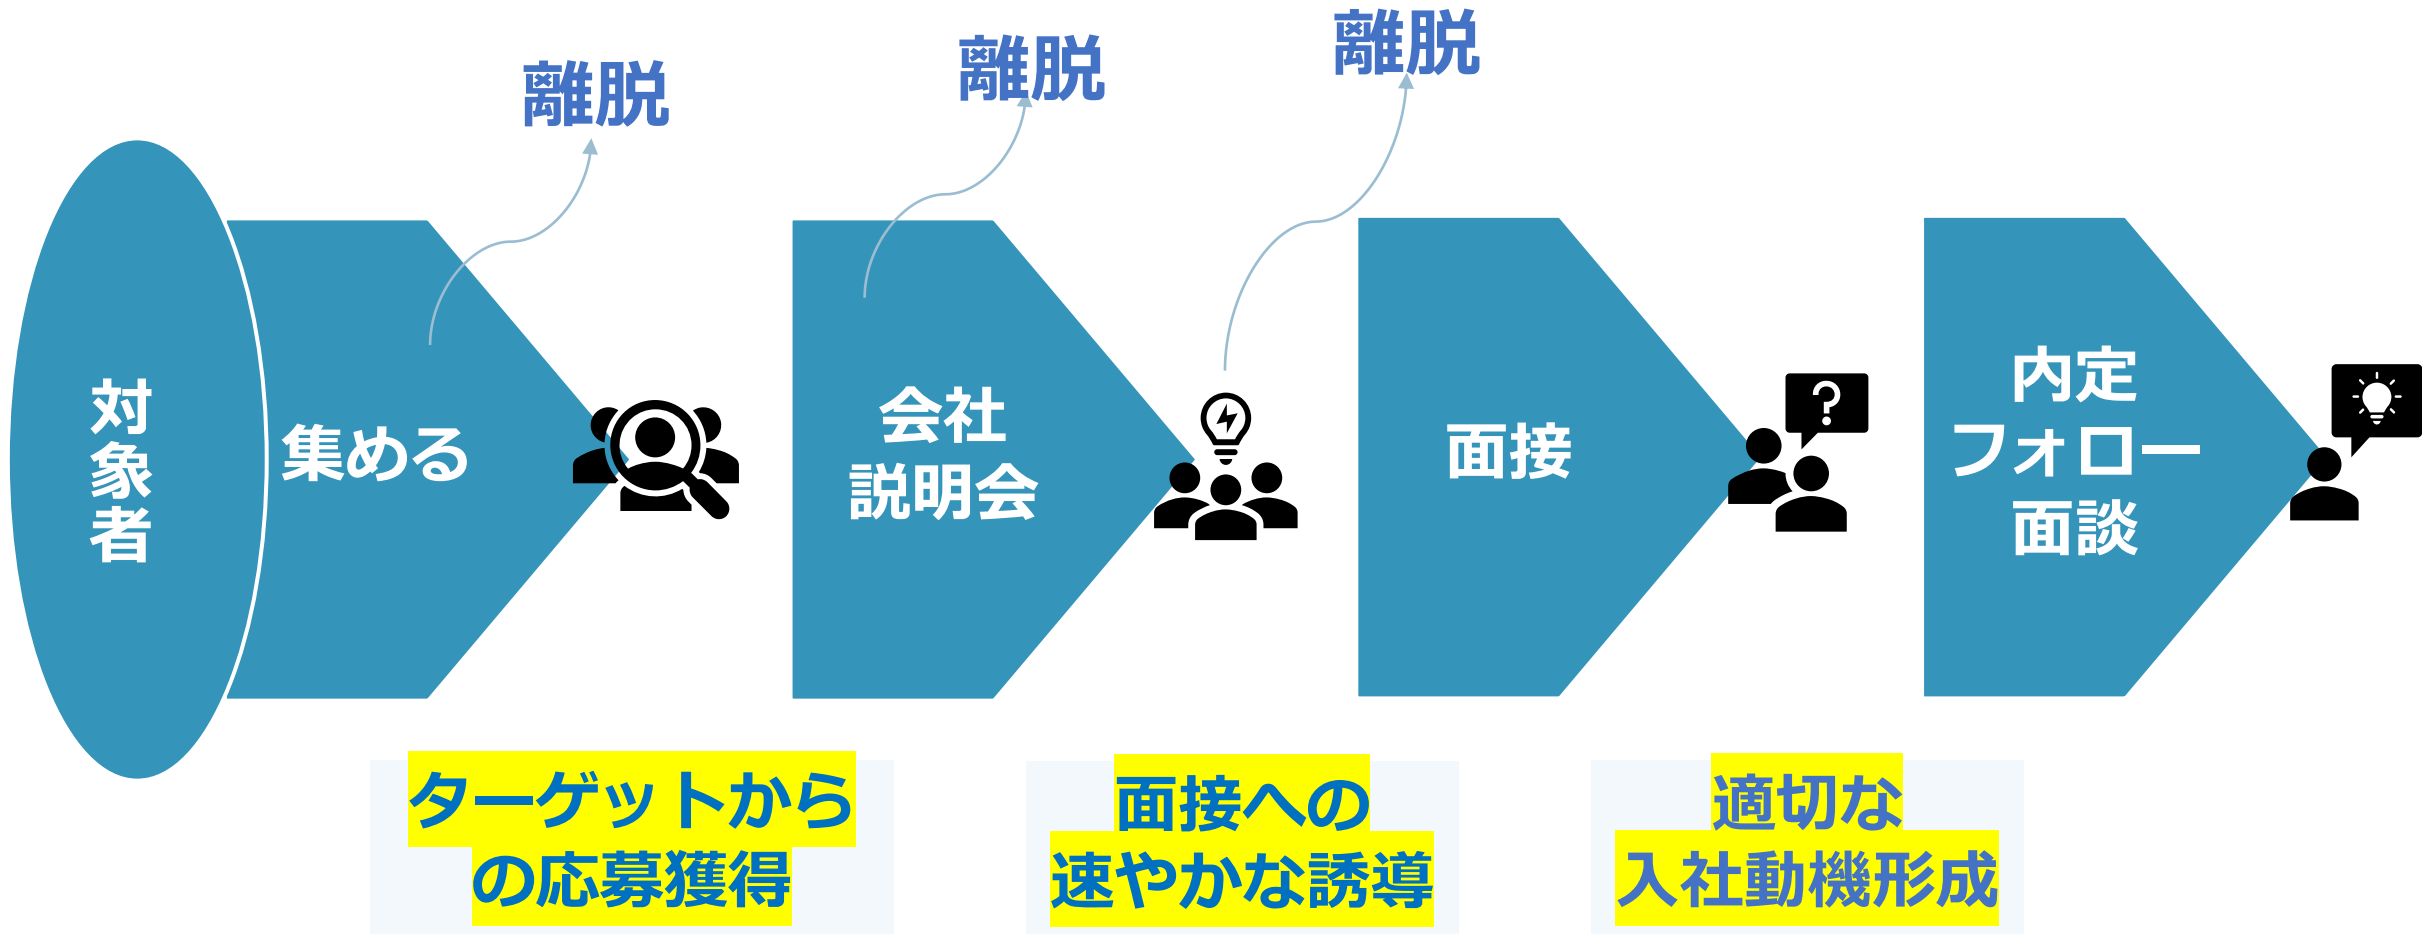 離脱
離脱
離脱
対象者
集める
会社
説明会
面接
内定
フォロー
面談
ターゲットから
の応募獲得
面接への
速やかな誘導
適切な
入社動機形成